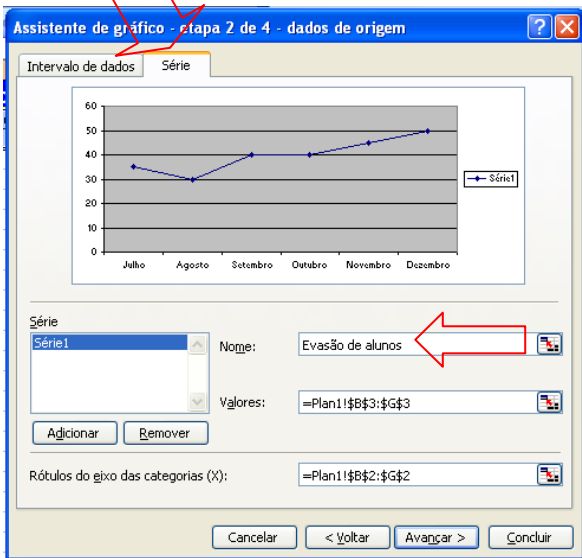 Assistente de gráfico - etapa 2 de 4 - dados de origem
Intervalo de dados Série
60
50
40
30
20
10
0
Julho Agosto Setembro Outubro Novembro Dezembro
Série1
Série
Série1
Nome: Evasão de alunos
Valores: =Plan1!$B$3:$G$3
Adicionar Remover
Rótulos do eixo das categorias (X): =Plan1!$B$2:$G$2
Cancelar < Voltar Avançar > Concluir